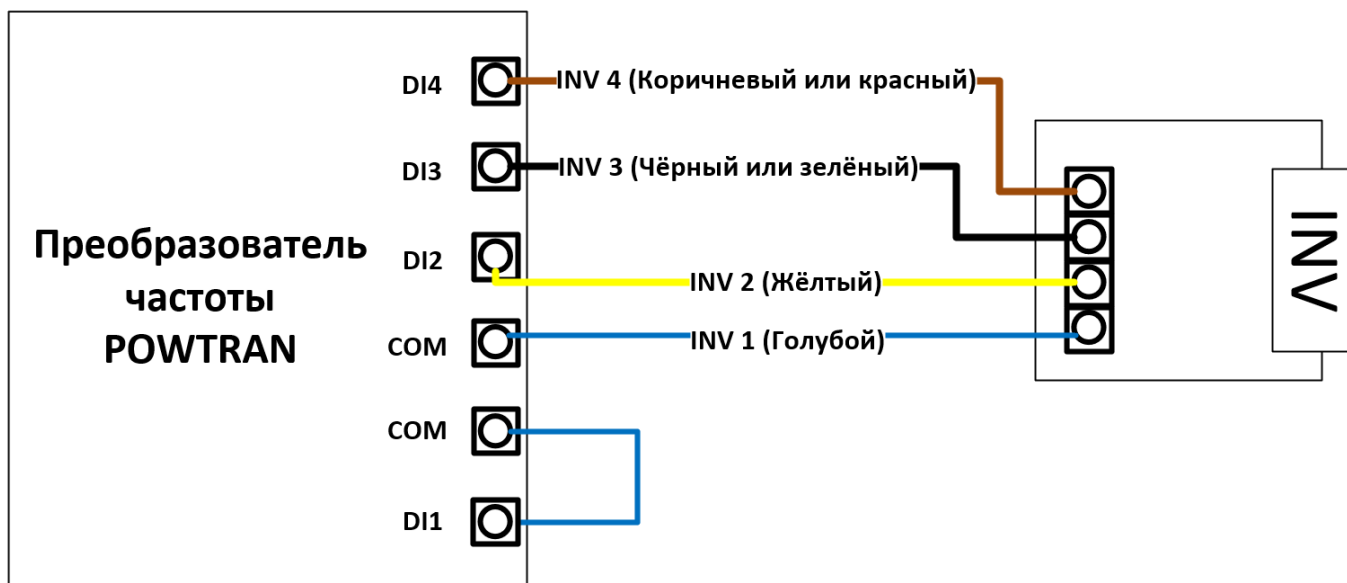 DI4
INV 4 (Коричневый или красный)
DI3
INV 3 (Чёрный или зелёный)
Преобразователь
частоты
POWTRAN
DI2
INV 2 (Жёлтый)
COM
INV 1 (Голубой)
COM
DI1
INV